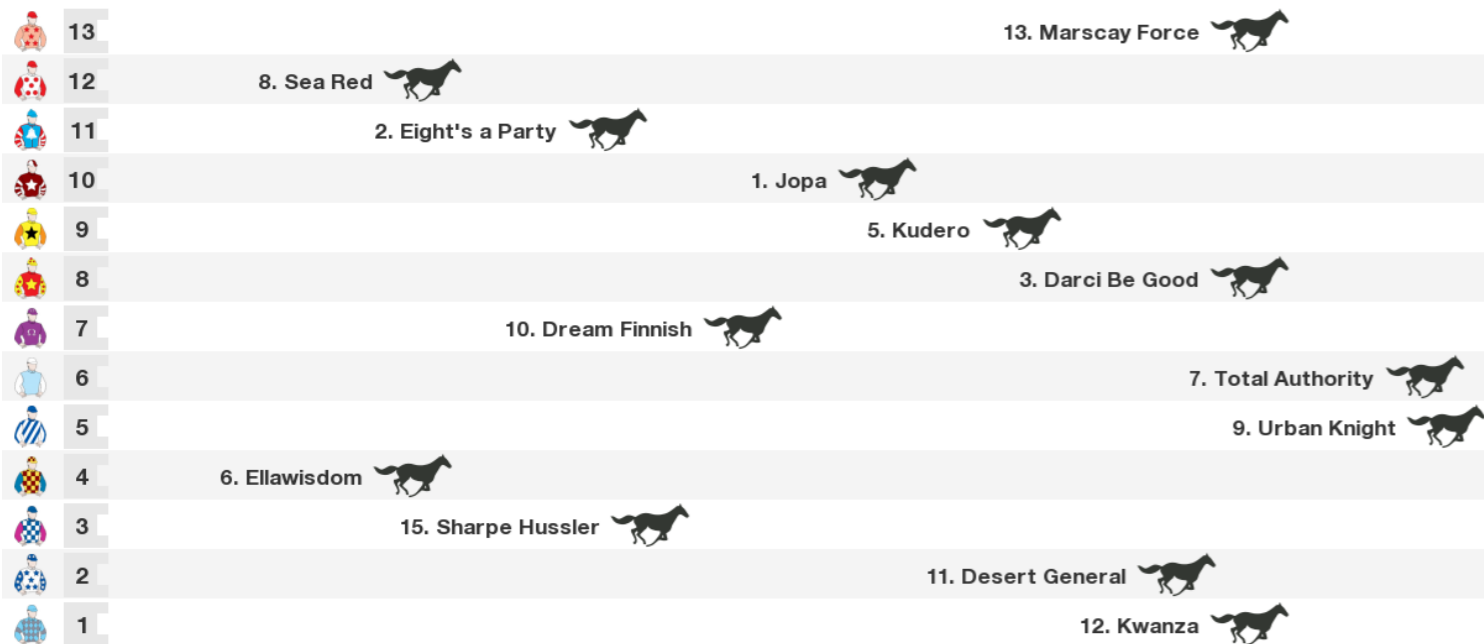 13 13. Marscay Force
12 8. Sea Red
11 2. Eight's a Party
10 1. Jopa
9 5. Kudero
8 3. Darci Be Good
7 10. Dream Finnish
6 7. Total Authority
5 9. Urban Knight
4 6. Ellawisdom
3 15. Sharpe Hussler
2 11. Desert General
1 12. Kwanza